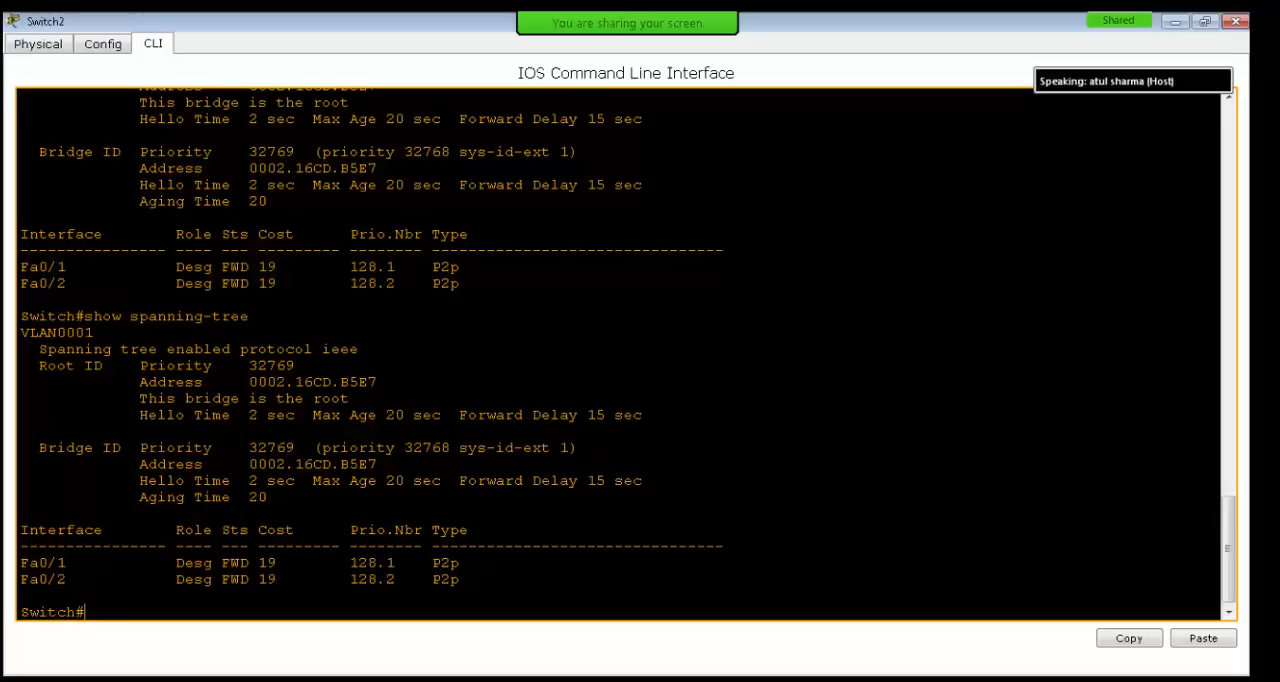 Switch2
You are sharing your screen.
Shared
Physical
Config
CLI
IOS Command Line Interface
Speaking: atul sharma (Host)
This bridge is the root
Hello Time  2 sec  Max Age 20 sec  Forward Delay 15 sec
Bridge ID  Priority    32769  (priority 32768 sys-id-ext 1)
Address     0002.16CD.B5E7
Hello Time  2 sec  Max Age 20 sec  Forward Delay 15 sec
Aging Time  20
Interface        Role Sts Cost      Prio.Nbr Type
---------------- ---- --- --------- -------- --------------------------------
Fa0/1            Desg FWD 19        128.1    P2p
Fa0/2            Desg FWD 19        128.2    P2p
Switch#show spanning-tree
VLAN0001
Spanning tree enabled protocol ieee
Root ID    Priority    32769
Address     0002.16CD.B5E7
This bridge is the root
Hello Time  2 sec  Max Age 20 sec  Forward Delay 15 sec
Bridge ID  Priority    32769  (priority 32768 sys-id-ext 1)
Address     0002.16CD.B5E7
Hello Time  2 sec  Max Age 20 sec  Forward Delay 15 sec
Aging Time  20
Interface        Role Sts Cost      Prio.Nbr Type
---------------- ---- --- --------- -------- --------------------------------
Fa0/1            Desg FWD 19        128.1    P2p
Fa0/2            Desg FWD 19        128.2    P2p
Switch#
Copy
Paste